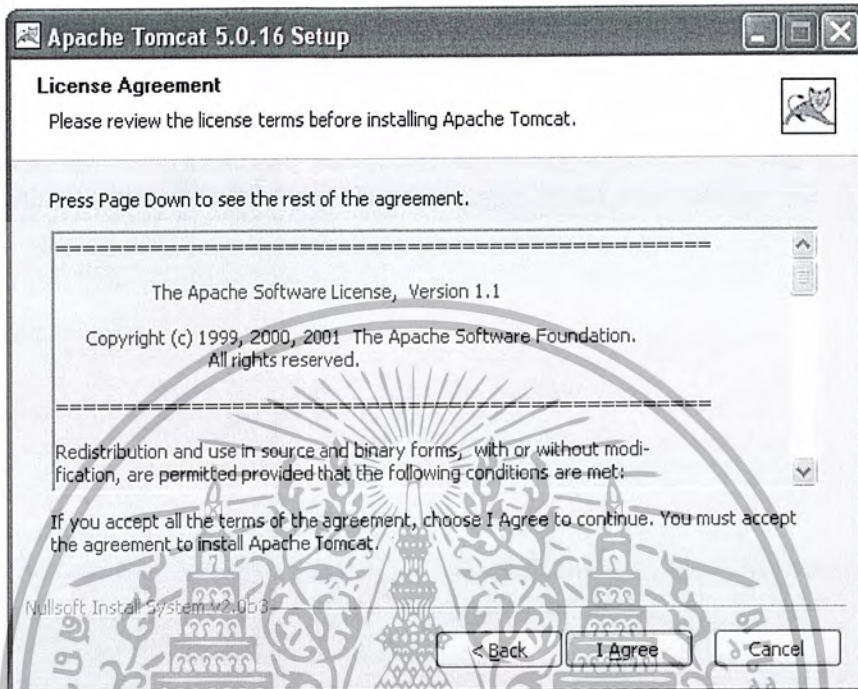 Apache Tomcat 5.0.16 Setup
License Agreement
Please review the license terms before installing Apache Tomcat.
Press Page Down to see the rest of the agreement.
================================================
The Apache Software License, Version 1.1
Copyright (c) 1999, 2000, 2001 The Apache Software Foundation.
All rights reserved.
================================================
Redistribution and use in source and binary forms, with or without modi-
fication, are permitted provided that the following conditions are met:
If you accept all the terms of the agreement, choose I Agree to continue. You must accept
the agreement to install Apache Tomcat.
Nullsoft Install System v2.0b3
< Back
I Agree
Cancel